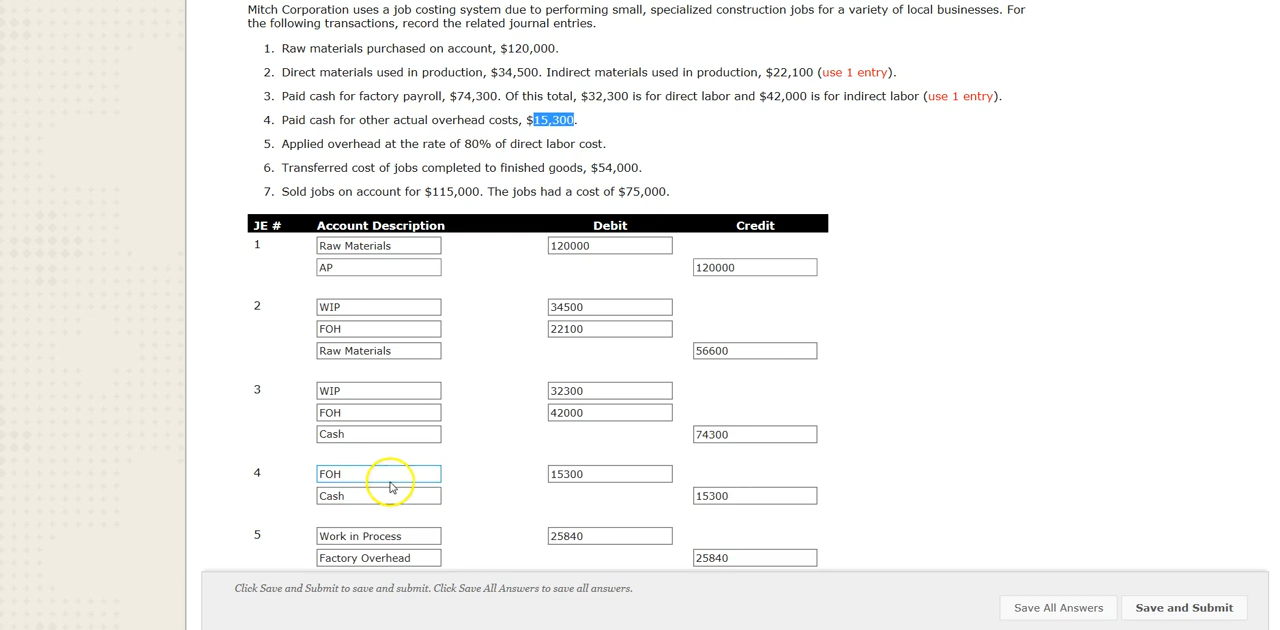 Mitch Corporation uses a job costing system due to performing small, specialized construction jobs for a variety of local businesses. For
the following transactions, record the related journal entries.
1. Raw materials purchased on account, $120,000.
2. Direct materials used in production, $34,500. Indirect materials used in production, $22,100 (use 1 entry).
3. Paid cash for factory payroll, $74,300. Of this total, $32,300 is for direct labor and $42,000 is for indirect labor (use 1 entry).
4. Paid cash for other actual overhead costs, $15,300.
5. Applied overhead at the rate of 80% of direct labor cost.
6. Transferred cost of jobs completed to finished goods, $54,000.
7. Sold jobs on account for $115,000. The jobs had a cost of $75,000.
JE # Account Description Debit Credit
1 Raw Materials 120000
AP 120000
2 WIP 34500
FOH 22100
Raw Materials 56600
3 WIP 32300
FOH 42000
Cash 74300
4 FOH 15300
Cash 15300
5 Work in Process 25840
Factory Overhead 25840
Click Save and Submit to save and submit. Click Save All Answers to save all answers.
Save All Answers Save and Submit